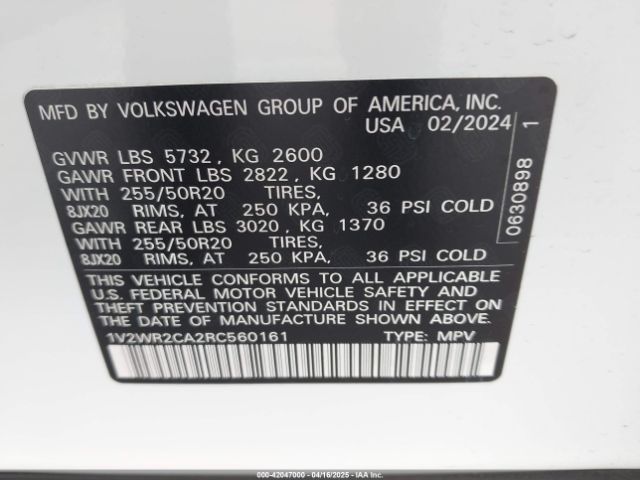 MFD BY VOLKSWAGEN GROUP OF AMERICA, INC.
USA 02/2024
GVWR LBS 5732 , KG 2600
GAWR FRONT LBS 2822 , KG 1280
WITH 255/50R20 TIRES,
8JX20 RIMS, AT 250 KPA, 36 PSI COLD
GAWR REAR LBS 3020 , KG 1370
WITH 255/50R20 TIRES,
8JX20 RIMS, AT 250 KPA, 36 PSI COLD
THIS VEHICLE CONFORMS TO ALL APPLICABLE
U.S. FEDERAL MOTOR VEHICLE SAFETY AND
THEFT PREVENTION STANDARDS IN EFFECT ON
THE DATE OF MANUFACTURE SHOWN ABOVE.
1V2WR2CA2RC560161 TYPE: MPV
0630898 1
000-42047000 - 04/16/2025 - IAA Inc.